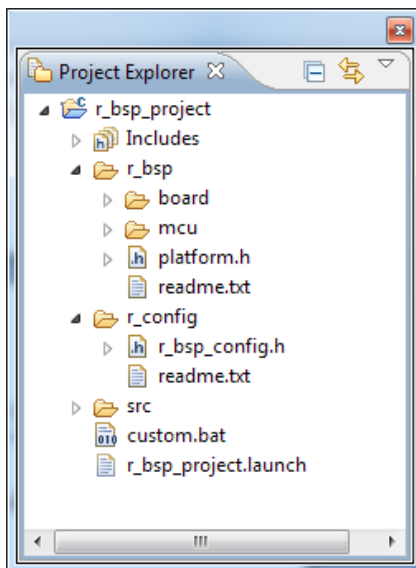 Project Explorer
r_bsp_project
Includes
r_bsp
board
mcu
platform.h
readme.txt
r_config
r_bsp_config.h
readme.txt
src
custom.bat
r_bsp_project.launch